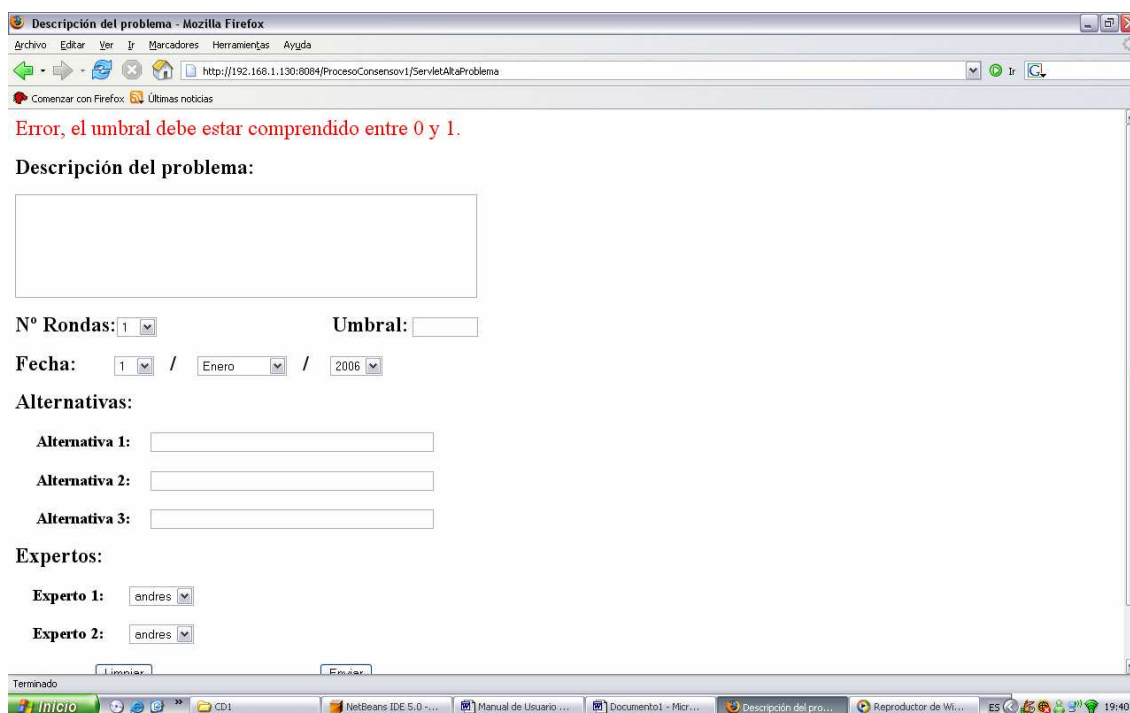 Descripción del problema - Mozilla Firefox
Archivo Editar Ver Ir Marcadores Herramientas Ayuda
http://192.168.1.130:8084/ProcesoConsensov1/ServletAltaProblema Ir
Comenzar con Firefox Últimas noticias
Error, el umbral debe estar comprendido entre 0 y 1.
Descripción del problema:
Nº Rondas: 1 Umbral:
Fecha: 1 / Enero / 2006
Alternativas:
Alternativa 1:
Alternativa 2:
Alternativa 3:
Expertos:
Experto 1: andres
Experto 2: andres
Limpiar Enviar
Terminado
Inicio » CD1 NetBeans IDE 5.0 -... Manual de Usuario ... Documento1 - Micr... Descripción del pro... Reproductor de Wi... ES 19:40